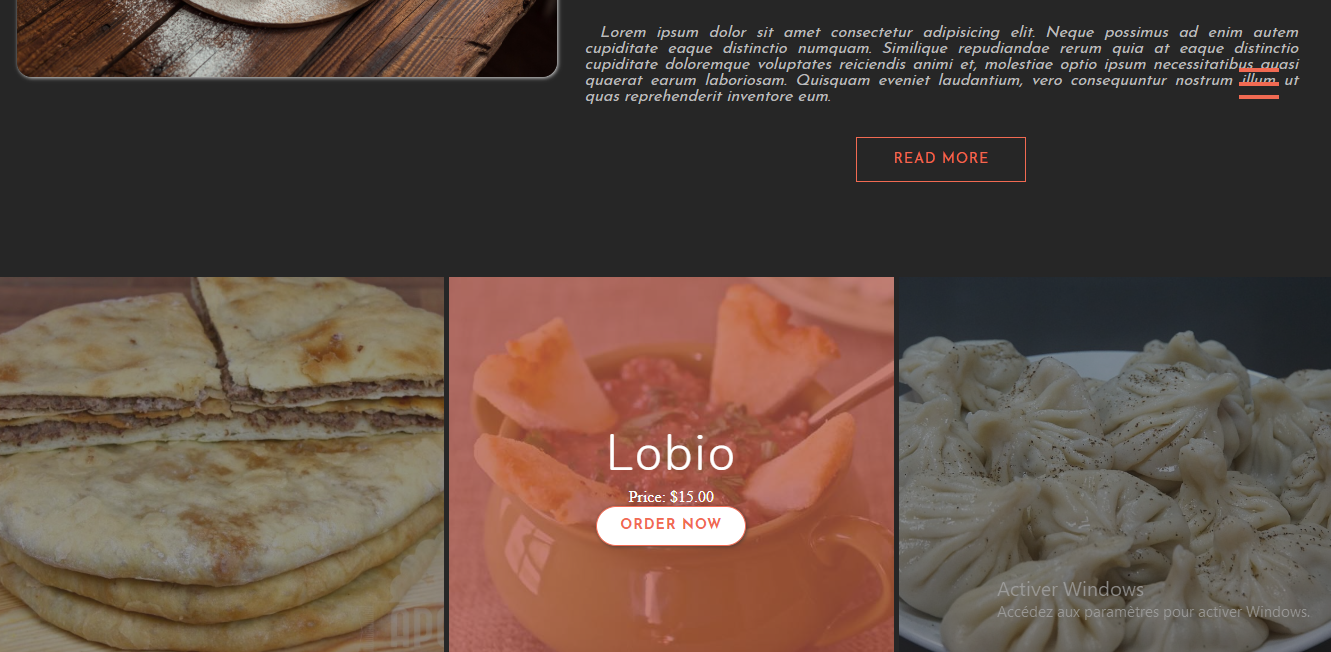 Lorem ipsum dolor sit amet consectetur adipisicing elit. Neque possimus ad enim autem
cupiditate eaque distinctio numquam. Similique repudiandae rerum quia at eaque distinctio
cupiditate doloremque voluptates reiciendis animi et, molestiae optio ipsum necessitatibus quasi
quaerat earum laboriosam. Quisquam eveniet laudantium, vero consequuntur nostrum illum ut
quas reprehenderit inventore eum.
READ MORE
Lobio
Price: $15.00
ORDER NOW
Activer Windows
Accédez aux paramètres pour activer Windows.